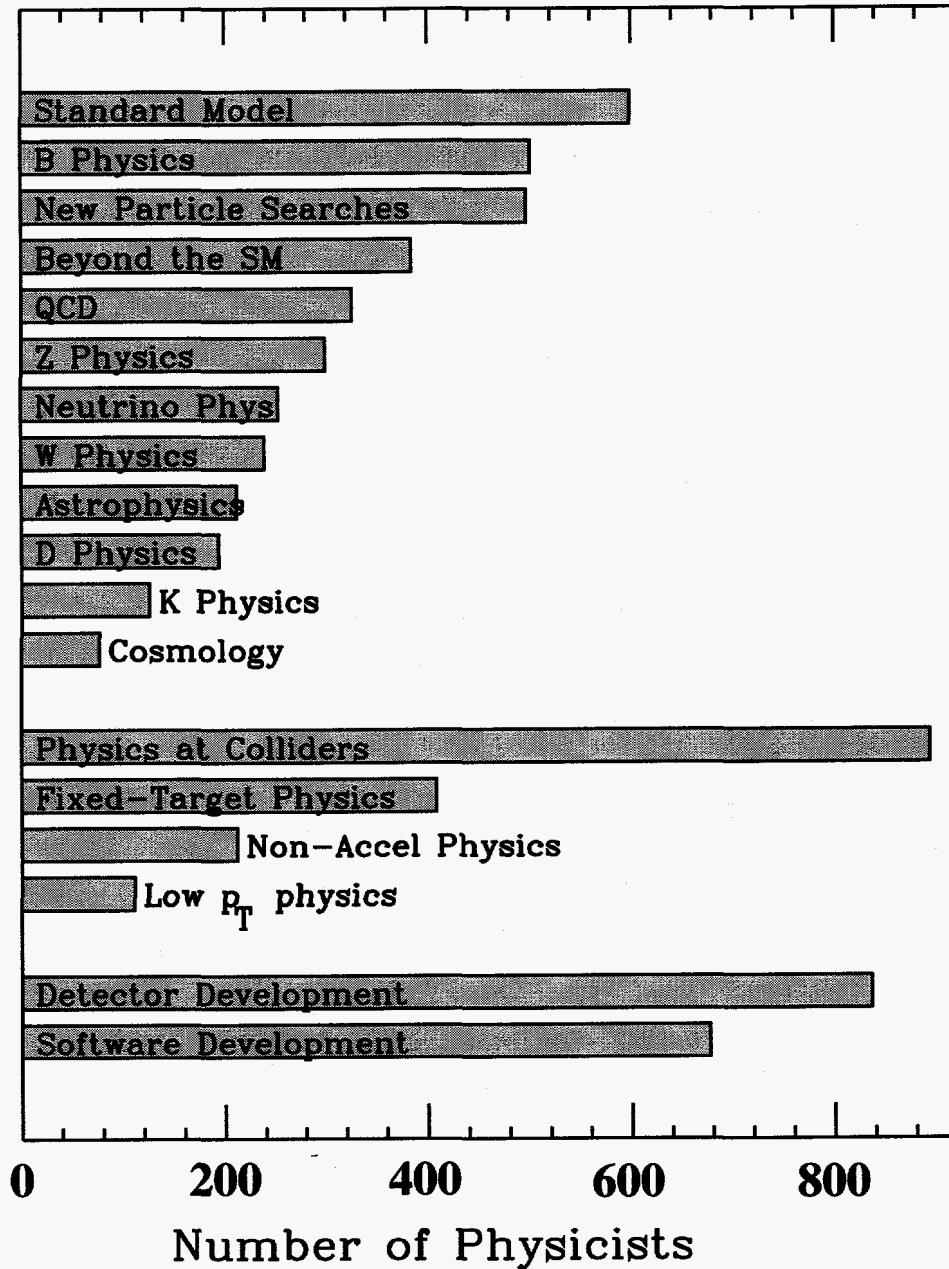 Standard Model
B Physics
New Particle Searches
Beyond the SM
QCD
Z Physics
Neutrino Phys
W Physics
Astrophysics
D Physics
K Physics
Cosmology
Physics at Colliders
Fixed-Target Physics
Non-Accel Physics
Low pT physics
Detector Development
Software Development
0 200 400 600 800
Number of Physicists